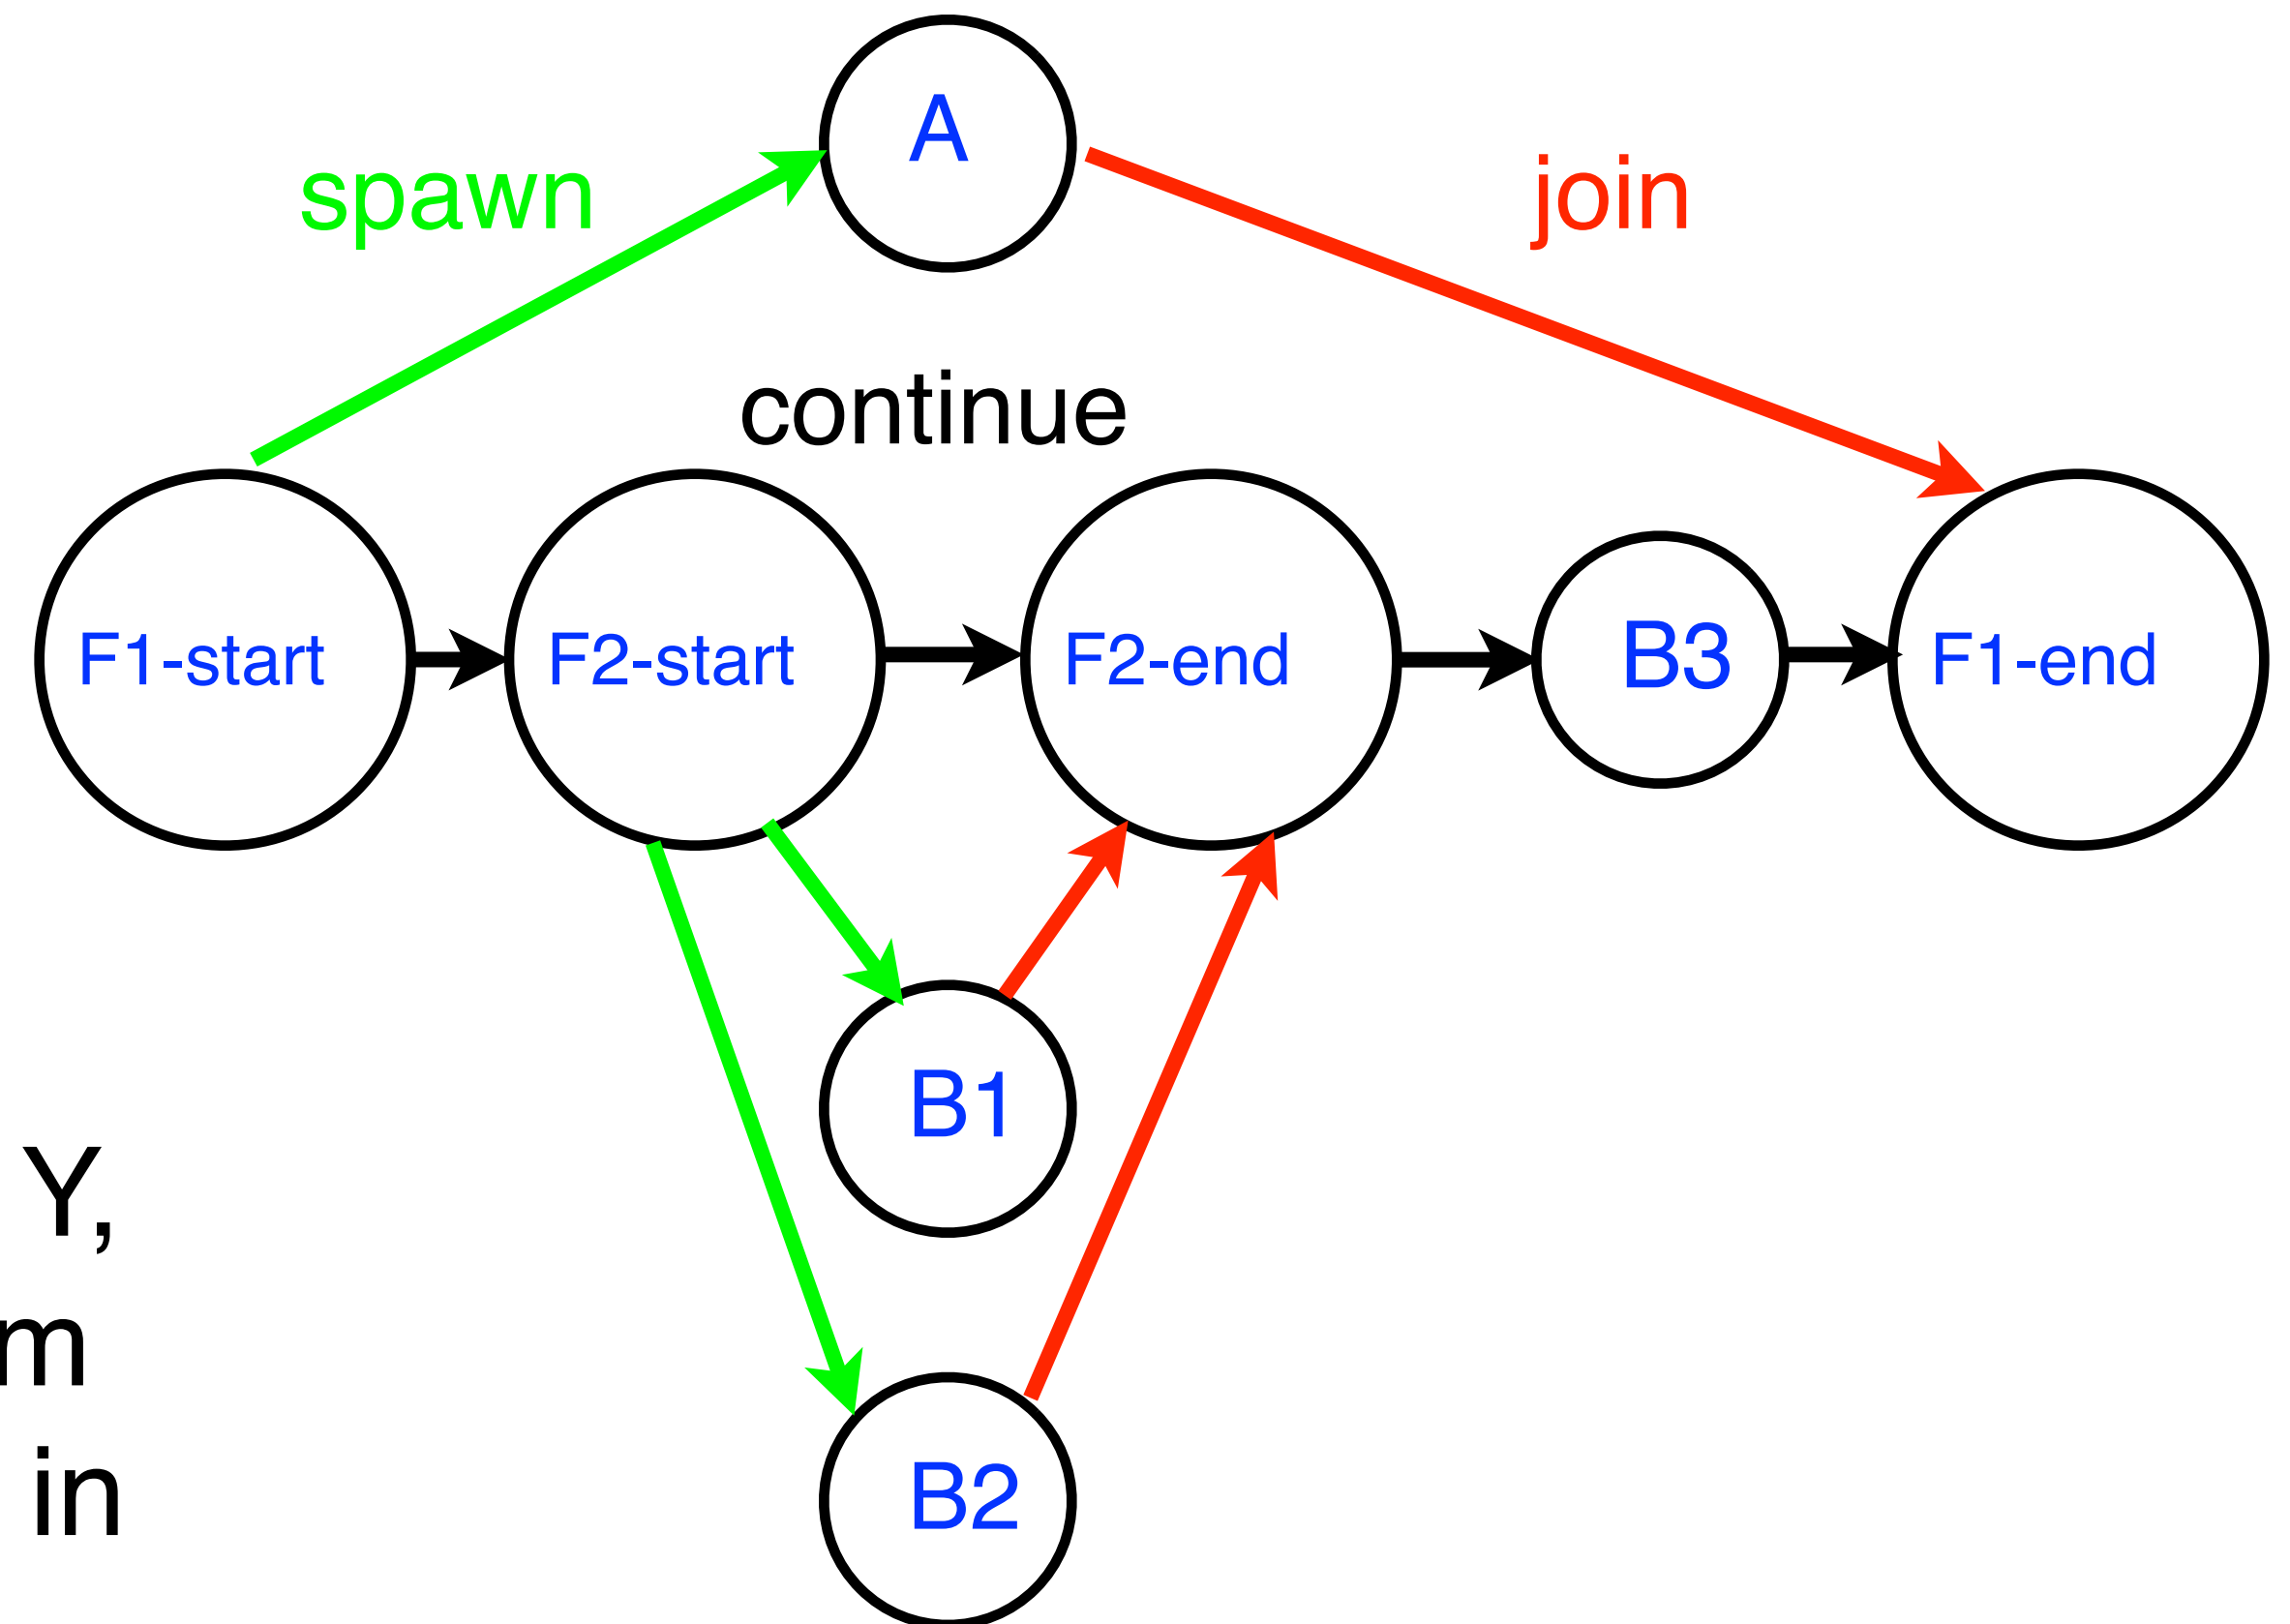 A
spawn
join
continue
F1-start
F2-start
F2-end
B3
F1-end
B1
Y,
m
B2
in